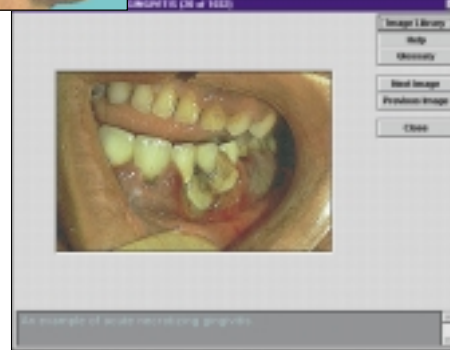 GINGIVITIS (20 of 1032)
Image Library
Help
Glossary
Next Image
Previous Image
Close
An example of acute necrotizing gingivitis.